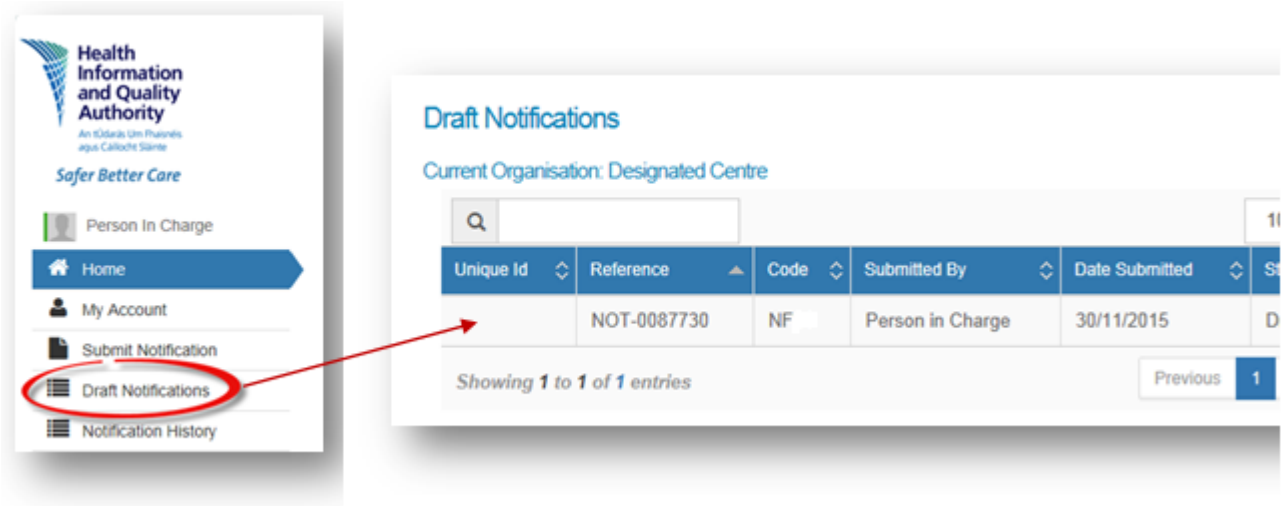 Health
Information
and Quality
Authority
An tÚdarás Um Fhaisnéis
agus Cáilíocht Sláinte
Safer Better Care
Person In Charge
Home
My Account
Submit Notification
Draft Notifications
Notification History
Draft Notifications
Current Organisation: Designated Centre
10
Unique Id Reference Code Submitted By Date Submitted St
NOT-0087730 NF Person in Charge 30/11/2015 D
Showing 1 to 1 of 1 entries
Previous 1